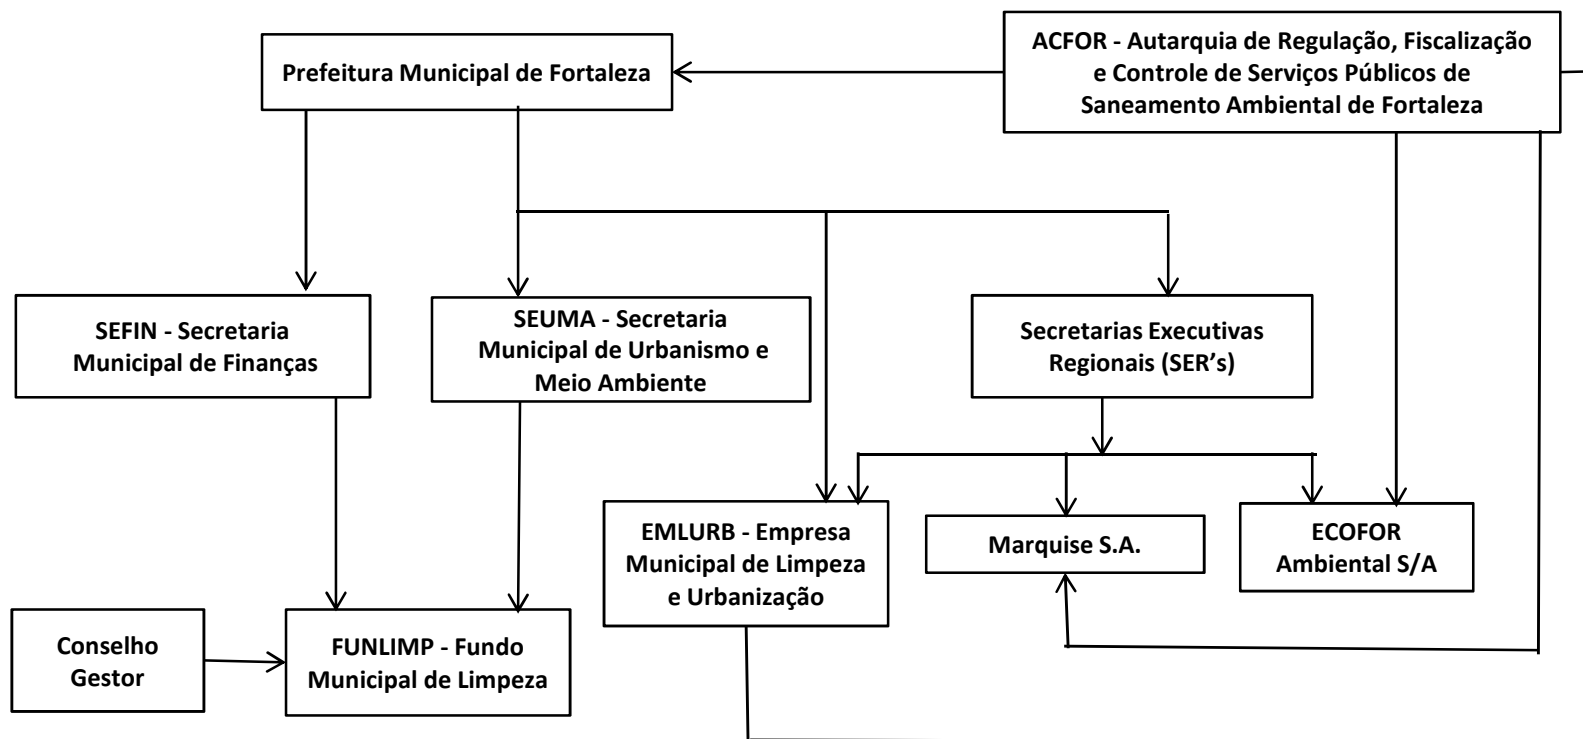 Prefeitura Municipal de Fortaleza
ACFOR - Autarquia de Regulação, Fiscalização
e Controle de Serviços Públicos de
Saneamento Ambiental de Fortaleza
SEFIN - Secretaria
Municipal de Finanças
SEUMA - Secretaria
Municipal de Urbanismo e
Meio Ambiente
Secretarias Executivas
Regionais (SER’s)
EMLURB - Empresa
Municipal de Limpeza
e Urbanização
Marquise S.A.
ECOFOR
Ambiental S/A
Conselho
Gestor
FUNLIMP - Fundo
Municipal de Limpeza